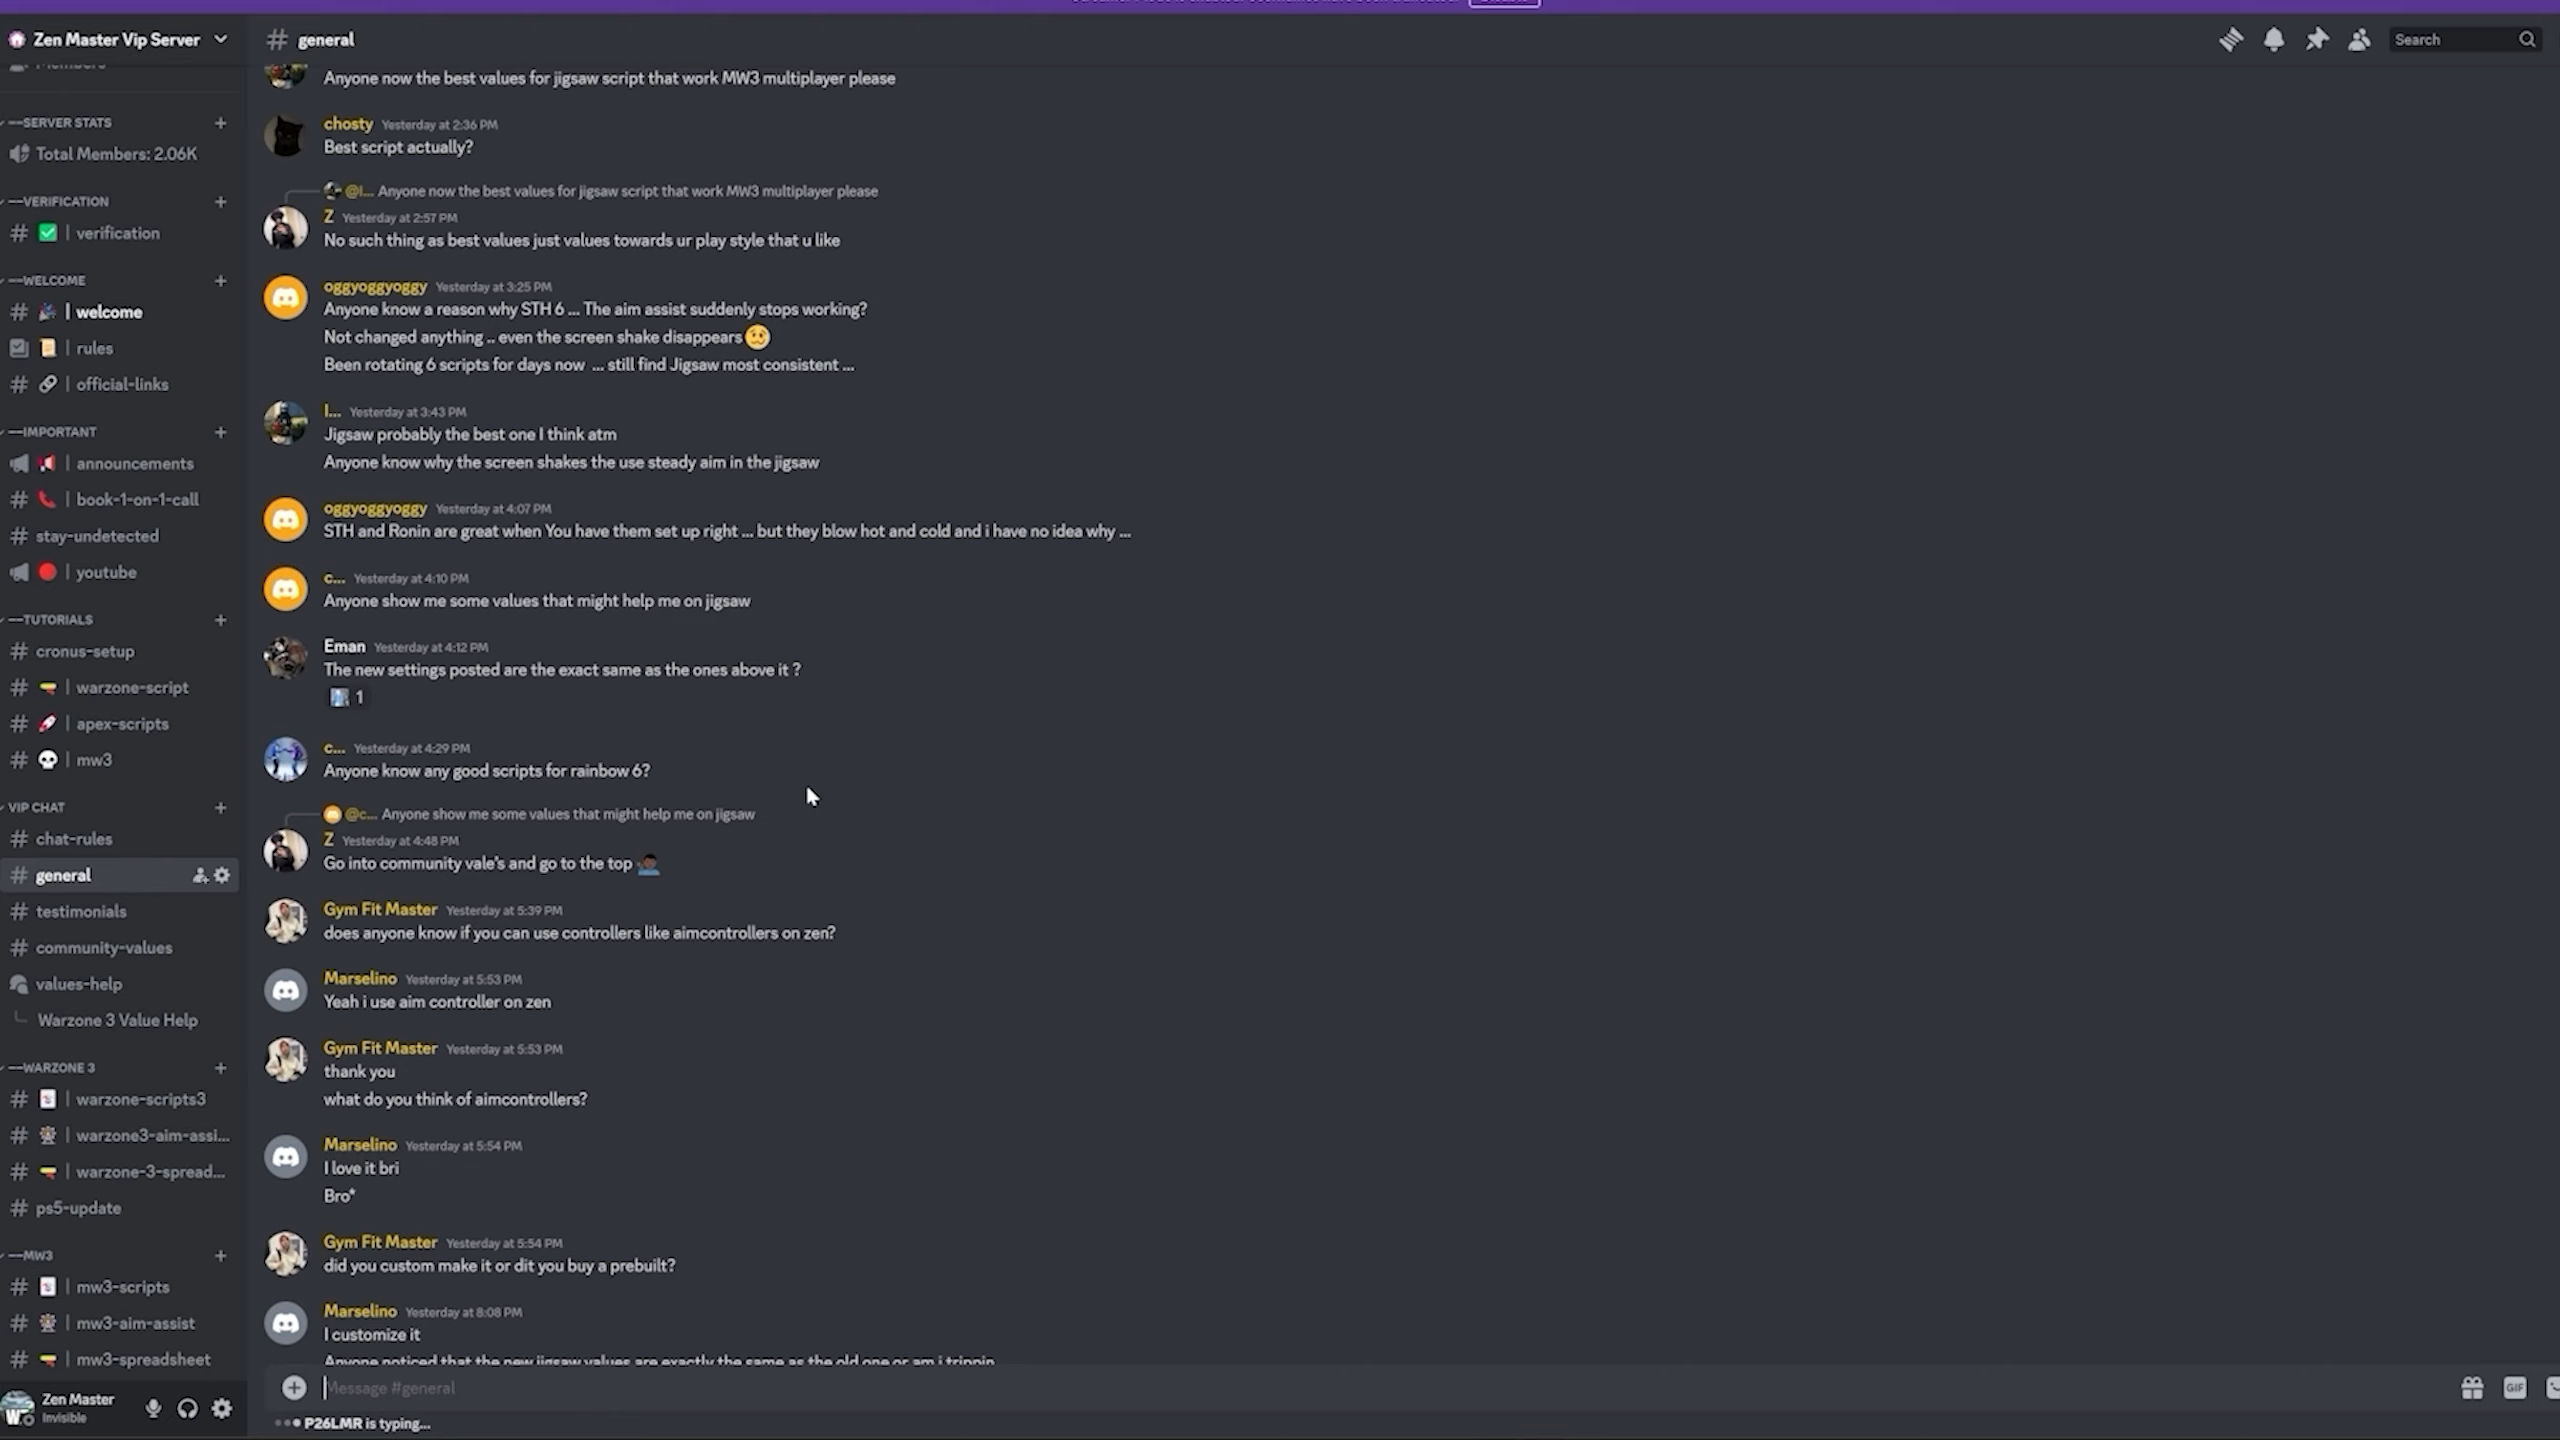 Zen Master Vip Server
Members
—SERVER STATS
Total Members: 2.06K
—VERIFICATION
verification
—WELCOME
welcome
rules
official-links
—IMPORTANT
announcements
book-1-on-1-call
stay-undetected
youtube
—TUTORIALS
cronus-setup
warzone-script
apex-scripts
mw3
VIP CHAT
chat-rules
general
testimonials
community-values
values-help
Warzone 3 Value Help
—WARZONE 3
warzone-scripts3
warzone3-aim-assi...
warzone-3-spread...
ps5-update
—MW3
mw3-scripts
mw3-aim-assist
mw3-spreadsheet
Zen Master
Invisible
general
Search
Anyone now the best values for jigsaw script that work MW3 multiplayer please
chosty Yesterday at 2:36 PM
Best script actually?
@l... Anyone now the best values for jigsaw script that work MW3 multiplayer please
Z Yesterday at 2:57 PM
No such thing as best values just values towards ur play style that u like
oggyoggyoggy Yesterday at 3:25 PM
Anyone know a reason why STH 6 ... The aim assist suddenly stops working?
Not changed anything .. even the screen shake disappears
Been rotating 6 scripts for days now ... still find Jigsaw most consistent ...
l... Yesterday at 3:43 PM
Jigsaw probably the best one I think atm
Anyone know why the screen shakes the use steady aim in the jigsaw
oggyoggyoggy Yesterday at 4:07 PM
STH and Ronin are great when You have them set up right ... but they blow hot and cold and i have no idea why ...
c... Yesterday at 4:10 PM
Anyone show me some values that might help me on jigsaw
Eman Yesterday at 4:12 PM
The new settings posted are the exact same as the ones above it ?
1
c... Yesterday at 4:29 PM
Anyone know any good scripts for rainbow 6?
@c... Anyone show me some values that might help me on jigsaw
Z Yesterday at 4:48 PM
Go into community vale's and go to the top
Gym Fit Master Yesterday at 5:39 PM
does anyone know if you can use controllers like aimcontrollers on zen?
Marselino Yesterday at 5:53 PM
Yeah i use aim controller on zen
Gym Fit Master Yesterday at 5:53 PM
thank you
what do you think of aimcontrollers?
Marselino Yesterday at 5:54 PM
I love it bri
Bro*
Gym Fit Master Yesterday at 5:54 PM
did you custom make it or dit you buy a prebuilt?
Marselino Yesterday at 8:08 PM
I customize it
Anyone noticed that the new jigsaw values are exactly the same as the old one or am i trippin
Message #general
GIF
P26LMR is typing...